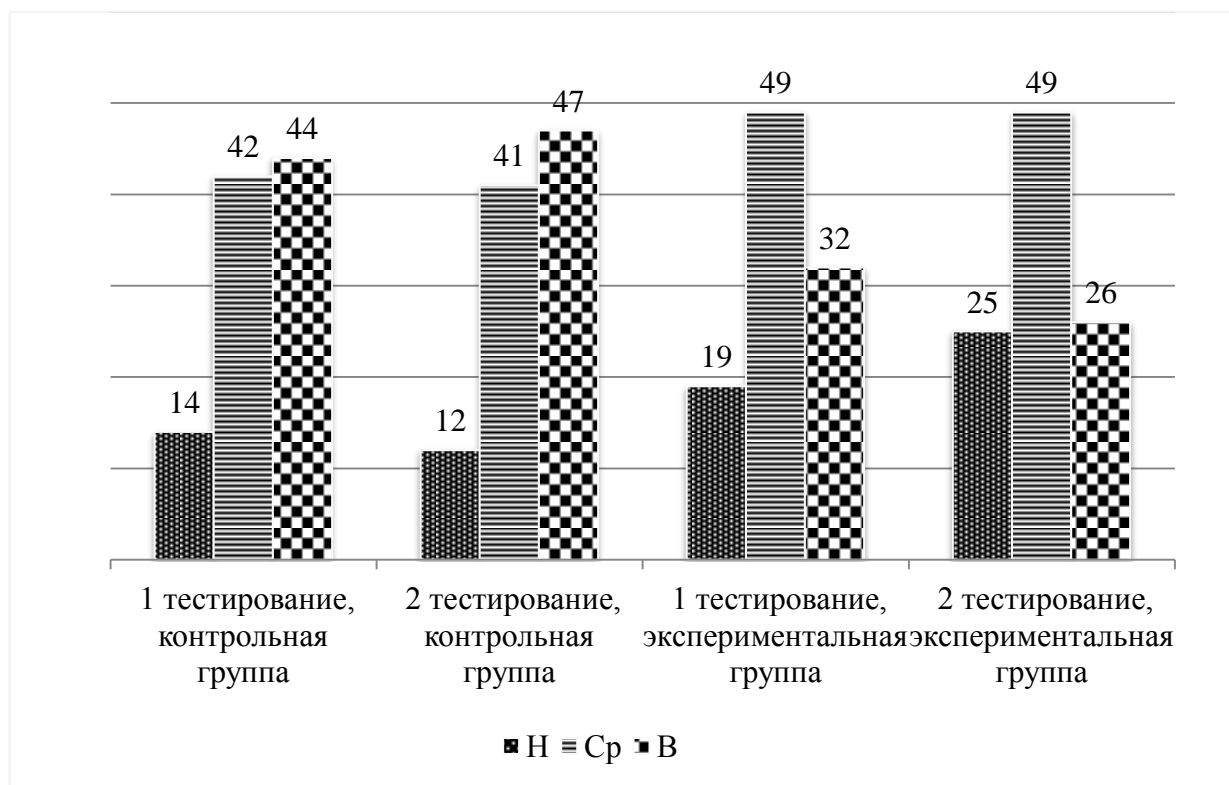 42 44
14
41 47
12
49
19 32
49
25 26
1 тестирование, контрольная группа
2 тестирование, контрольная группа
1 тестирование, экспериментальная группа
2 тестирование, экспериментальная группа
Н Ср В